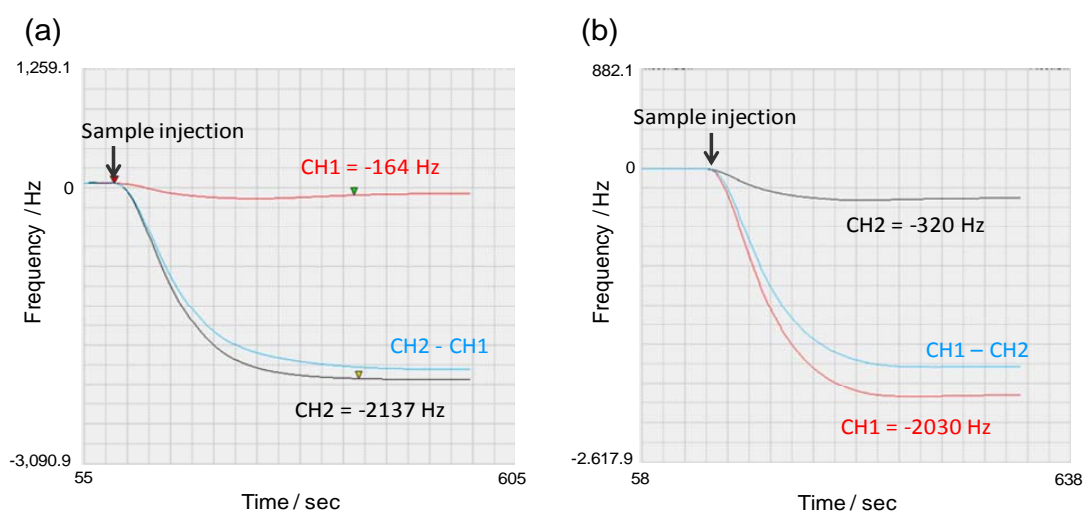 (a)
1,259.1
Sample injection
CH1 = -164 Hz
0
Frequency / Hz
CH2 - CH1
CH2 = -2137 Hz
-3,090.9
55
605
Time / sec
(b)
882.1
Sample injection
0
CH2 = -320 Hz
Frequency / Hz
CH1 – CH2
CH1 = -2030 Hz
-2.617.9
58
638
Time / sec